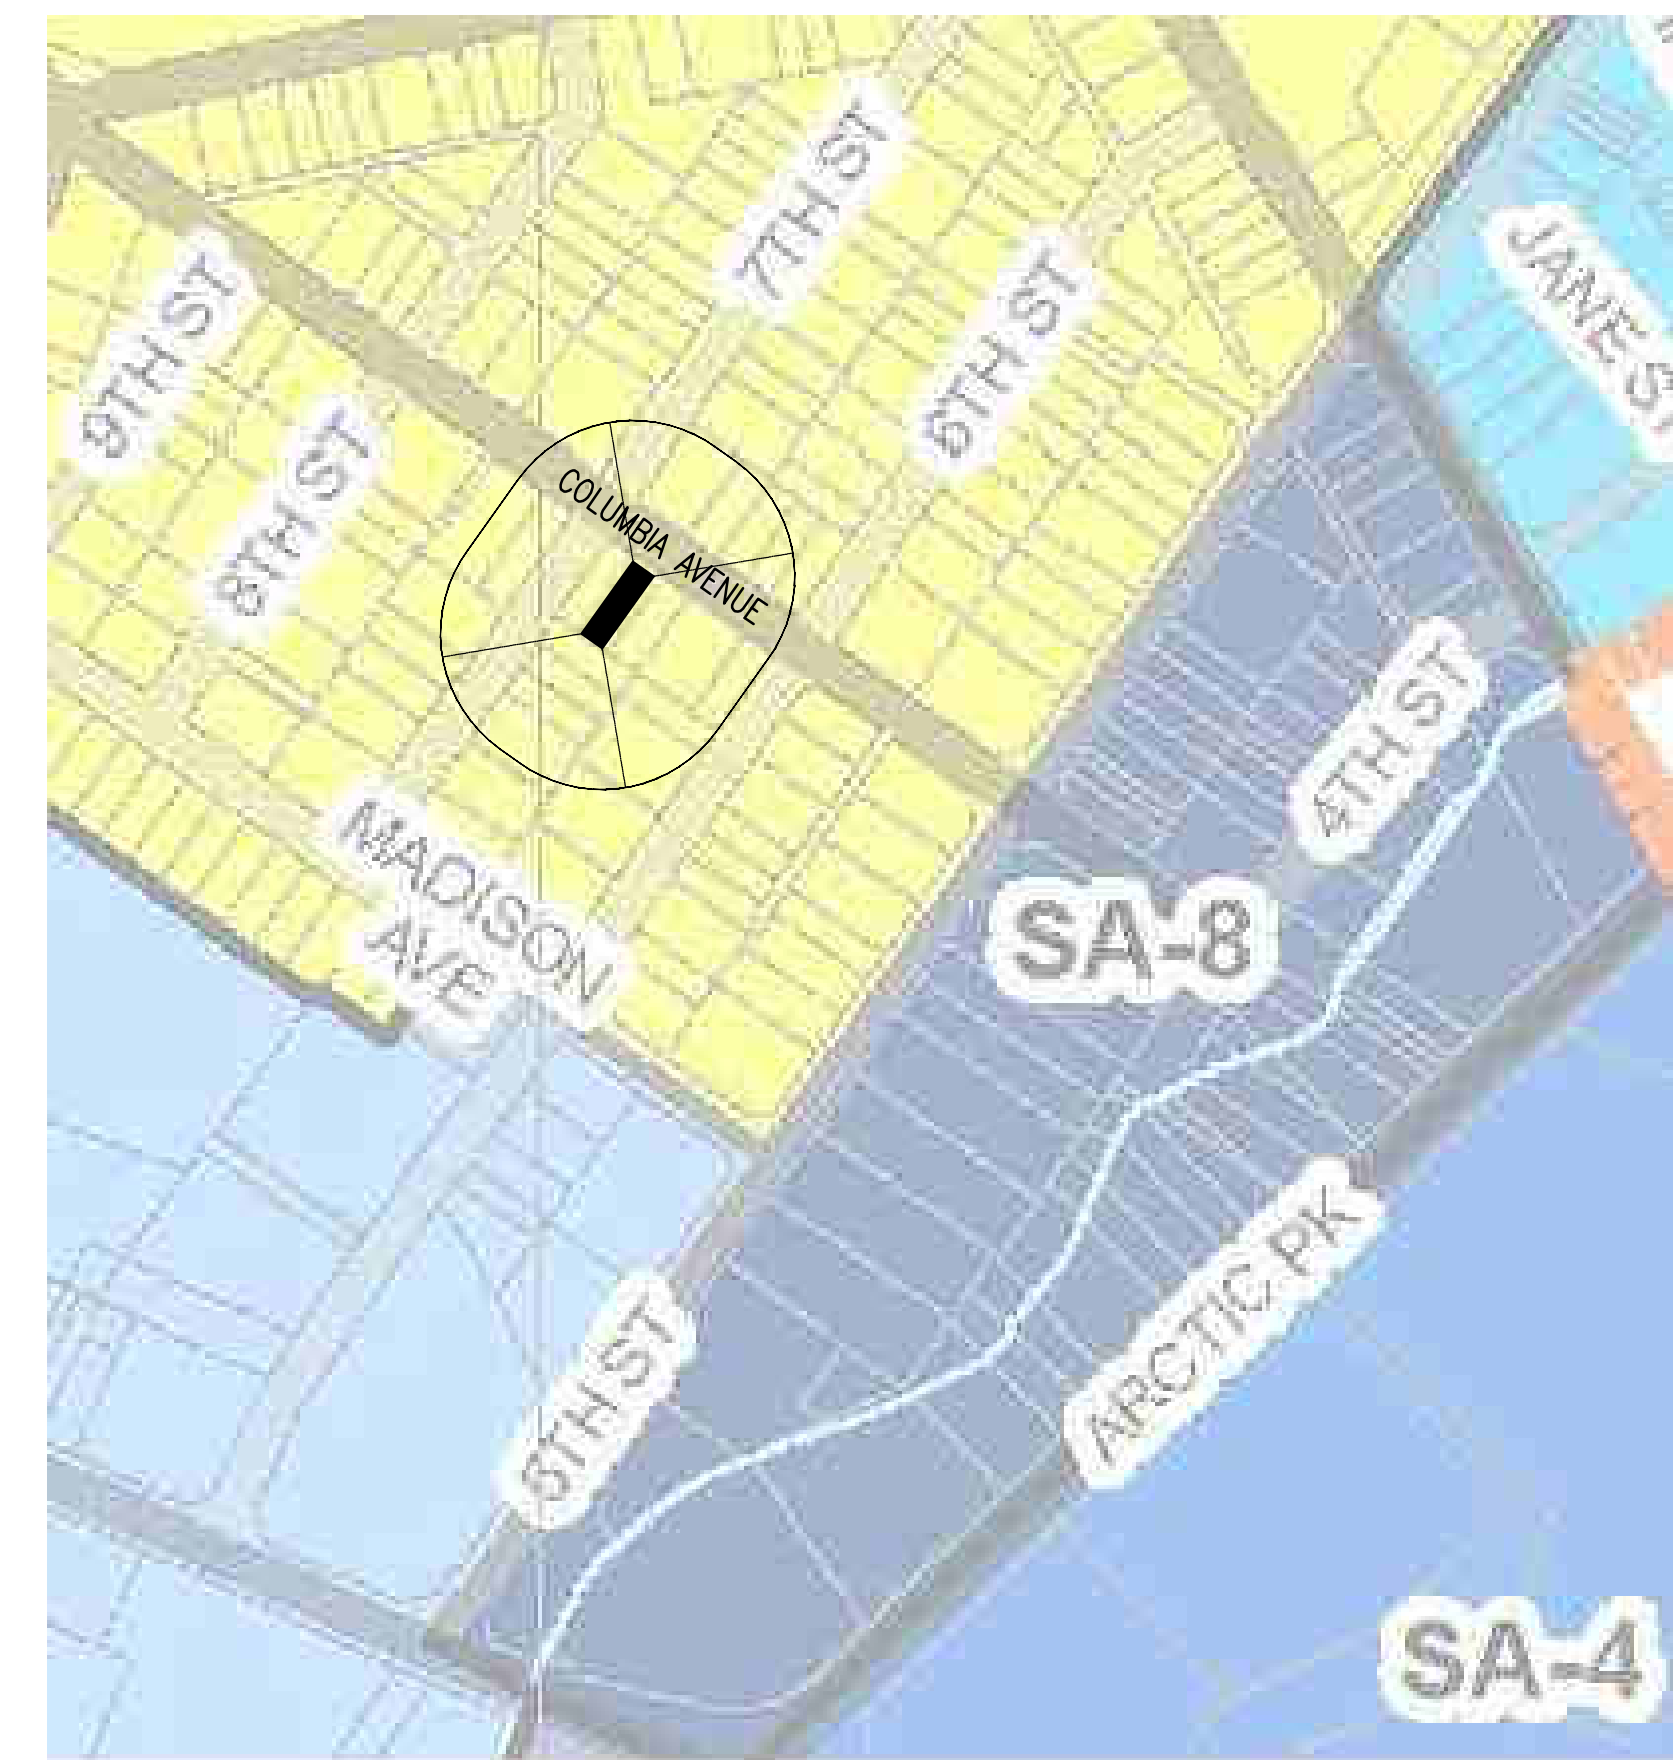 7TH ST
6TH ST
JANE ST
9TH ST
8TH ST
COLUMBIA AVENUE
4TH ST
MADISON
AVE
SA-8
ARCTIC PK
5TH ST
SA-4